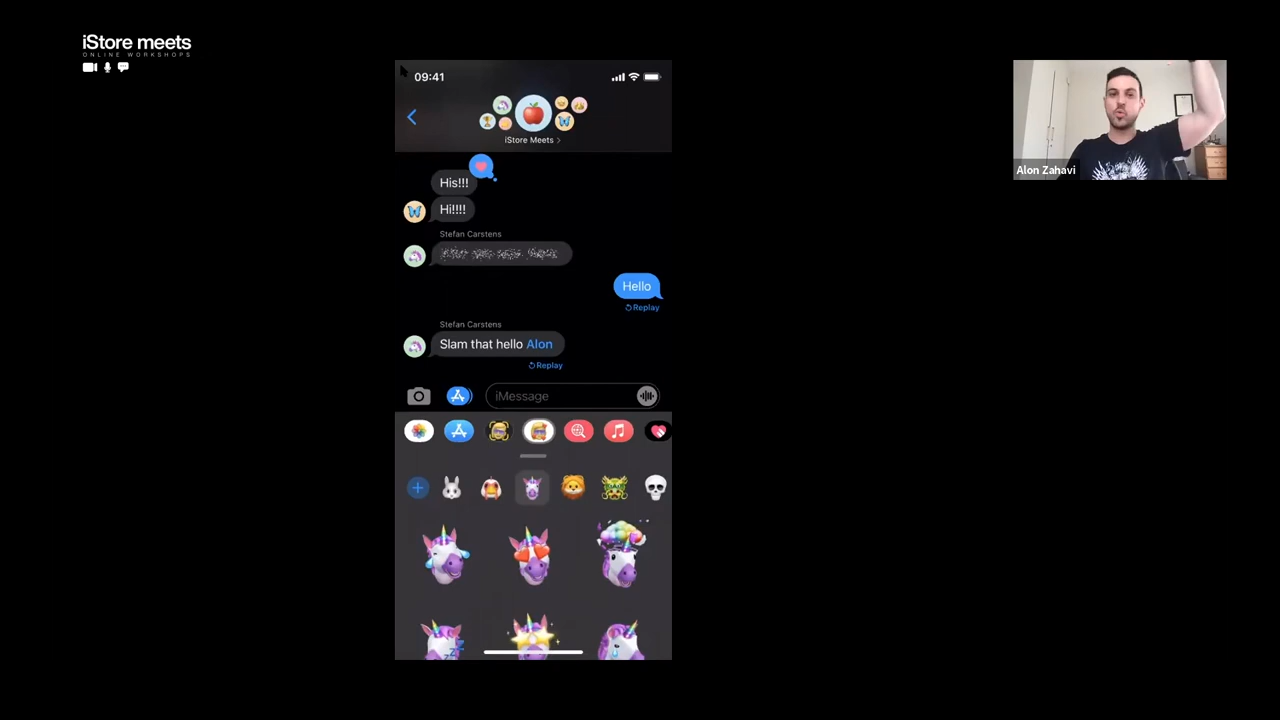 iStore meets
ONLINE WORKSHOPS
09:41
iStore Meets
His!!!
Hi!!!!
Stefan Carstens
Hello
Replay
Stefan Carstens
Slam that hello Alon
Replay
iMessage
Alon Zahavi